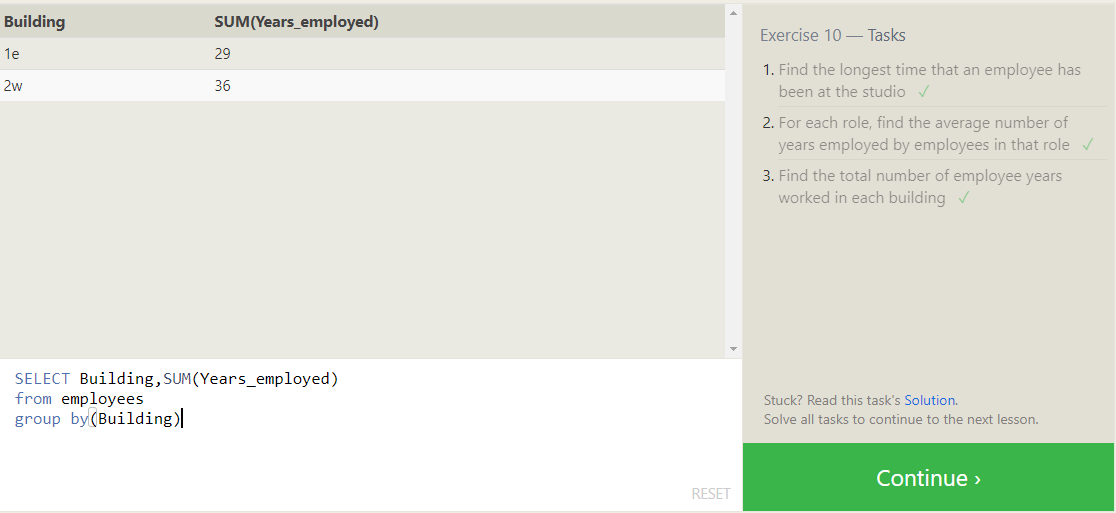 Building SUM(Years_employed)
1e 29
2w 36
SELECT Building,SUM(Years_employed)
from employees
group by(Building)
RESET
Exercise 10 — Tasks
1. Find the longest time that an employee has
been at the studio ✓
2. For each role, find the average number of
years employed by employees in that role ✓
3. Find the total number of employee years
worked in each building ✓
Stuck? Read this task's Solution.
Solve all tasks to continue to the next lesson.
Continue ›